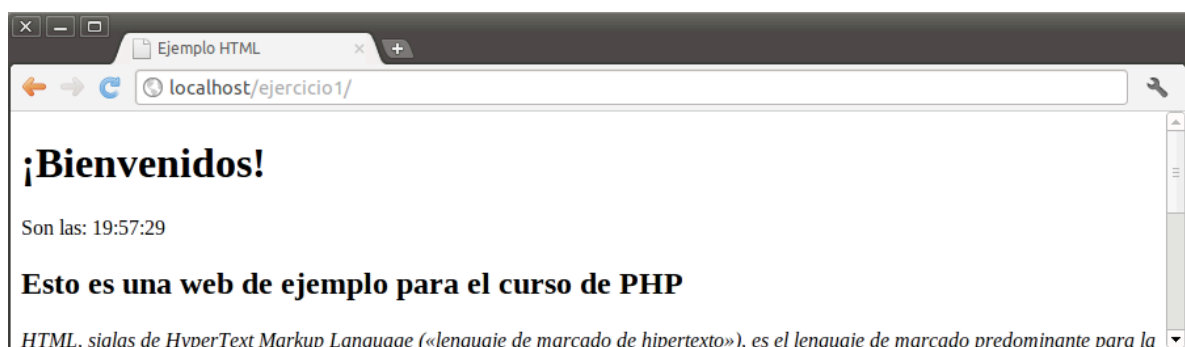 Ejemplo HTML
localhost/ejercicio1/
¡Bienvenidos!
Son las: 19:57:29
Esto es una web de ejemplo para el curso de PHP
HTML, siglas de HyperText Markup Language («lenguaje de marcado de hipertexto»), es el lenguaje de marcado predominante para la